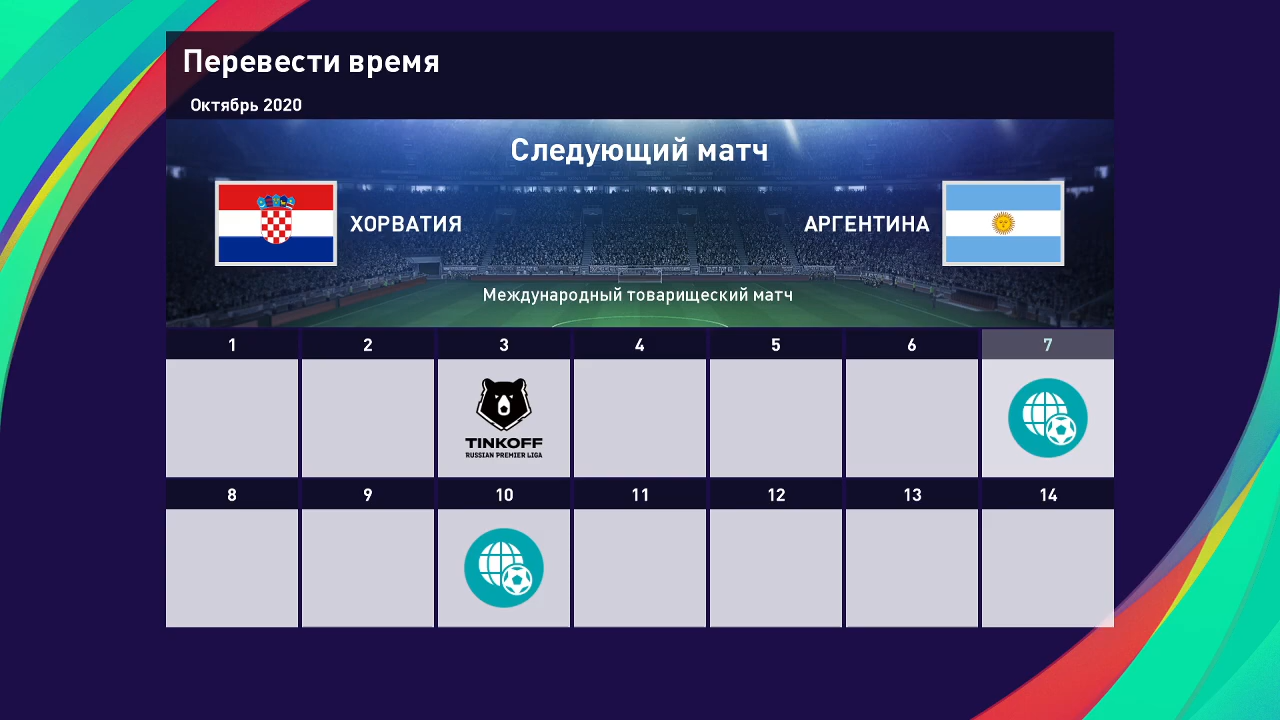 Перевести время
Октябрь 2020
Следующий матч
ХОРВАТИЯ
АРГЕНТИНА
Международный товарищеский матч
1 2 3 4 5 6 7
TINKOFF
RUSSIAN PREMIER LIGA
8 9 10 11 12 13 14